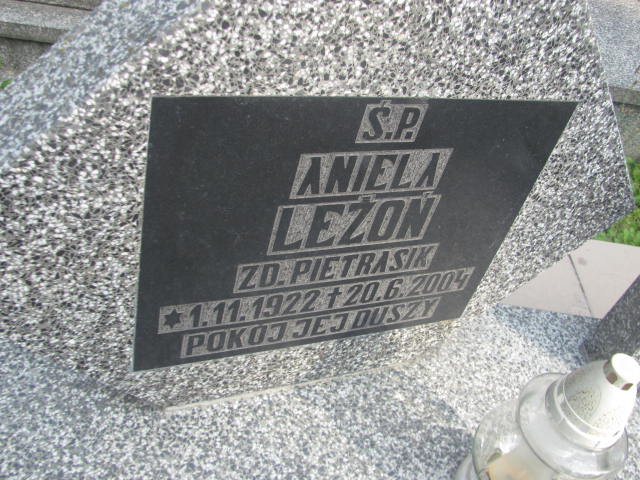 Ś.P.
ANIELA
LEŻOŃ
ZD. PIETRASIK
✶ 1.11.1922 † 20.6.2004
POKÓJ JEJ DUSZY